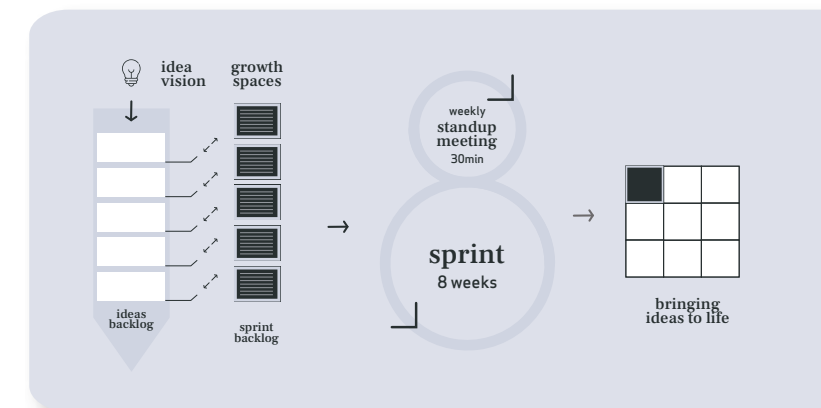 idea
vision
growth
spaces
ideas
backlog
sprint
backlog
weekly
standup
meeting
30min
sprint
8 weeks
bringing
ideas to life